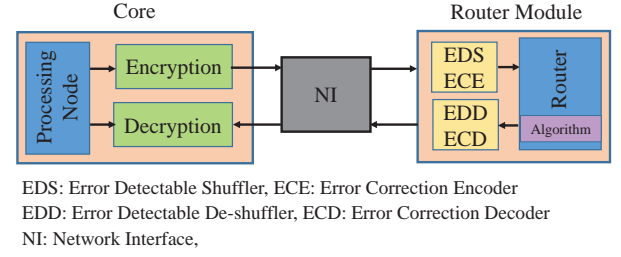 Core
Router Module
Processing
Node
Encryption
Decryption
NI
EDS
ECE
EDD
ECD
Router
Algorithm
EDS: Error Detectable Shuffler, ECE: Error Correction Encoder
EDD: Error Detectable De-shuffler, ECD: Error Correction Decoder
NI: Network Interface,